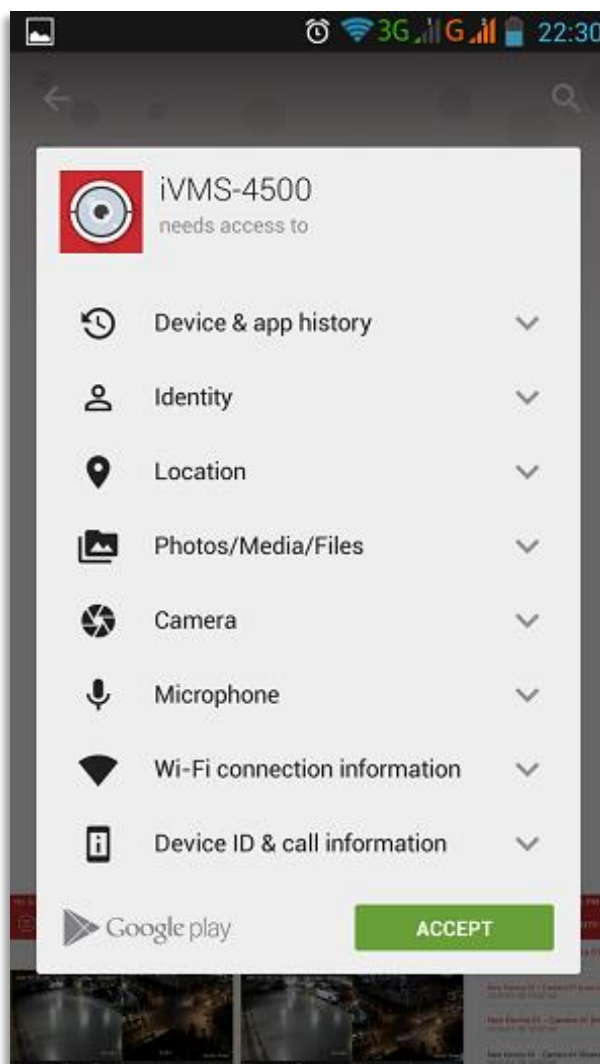 3G G 22:30
iVMS-4500
needs access to
Device & app history
Identity
Location
Photos/Media/Files
Camera
Microphone
Wi-Fi connection information
Device ID & call information
Google play
ACCEPT